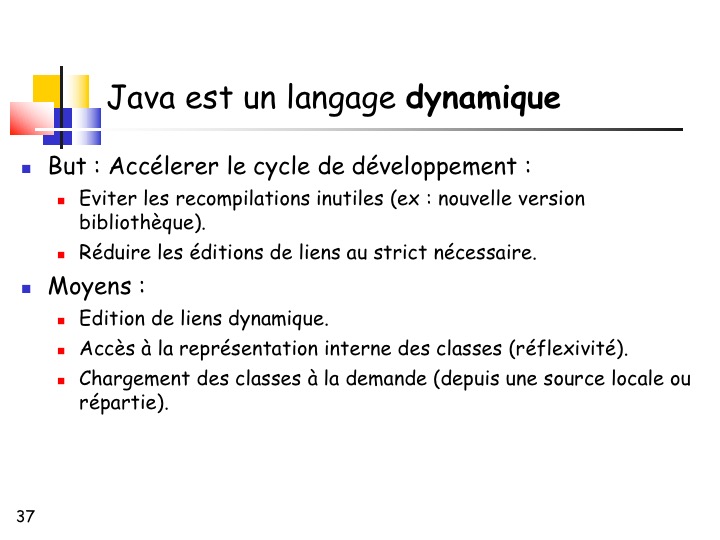 Java est un langage dynamique
But : Accélerer le cycle de développement :
Eviter les recompilations inutiles (ex : nouvelle version
bibliothèque).
Réduire les éditions de liens au strict nécessaire.
Moyens :
Edition de liens dynamique.
Accès à la représentation interne des classes (réflexivité).
Chargement des classes à la demande (depuis une source locale ou
répartie).
37